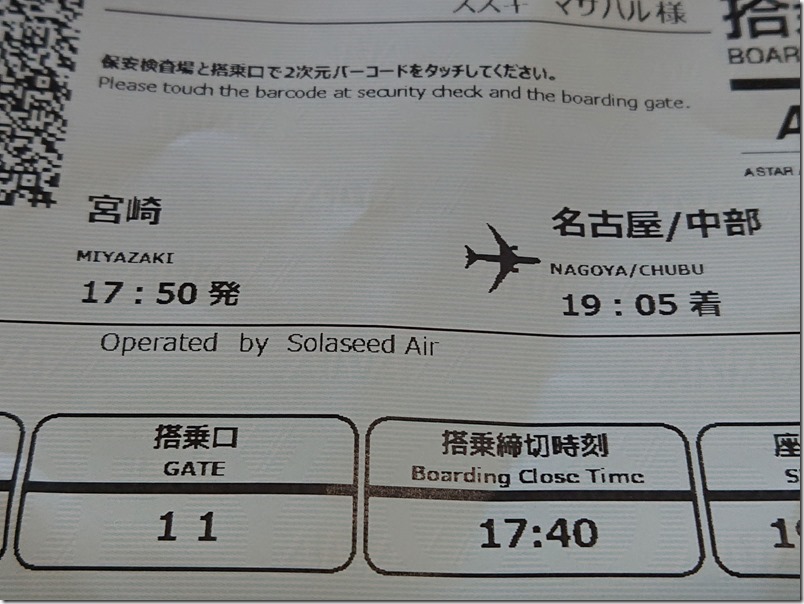 スズキ マサハル様
搭
BOAR
保安検査場と搭乗口で2次元バーコードをタッチしてください。
Please touch the barcode at security check and the boarding gate.
A
A STAR
宮崎
名古屋/中部
MIYAZAKI
NAGOYA/CHUBU
17：50 発
19：05 着
Operated by Solaseed Air
搭乗口
搭乗締切時刻
座
GATE
Boarding Close Time
S
11
17:40